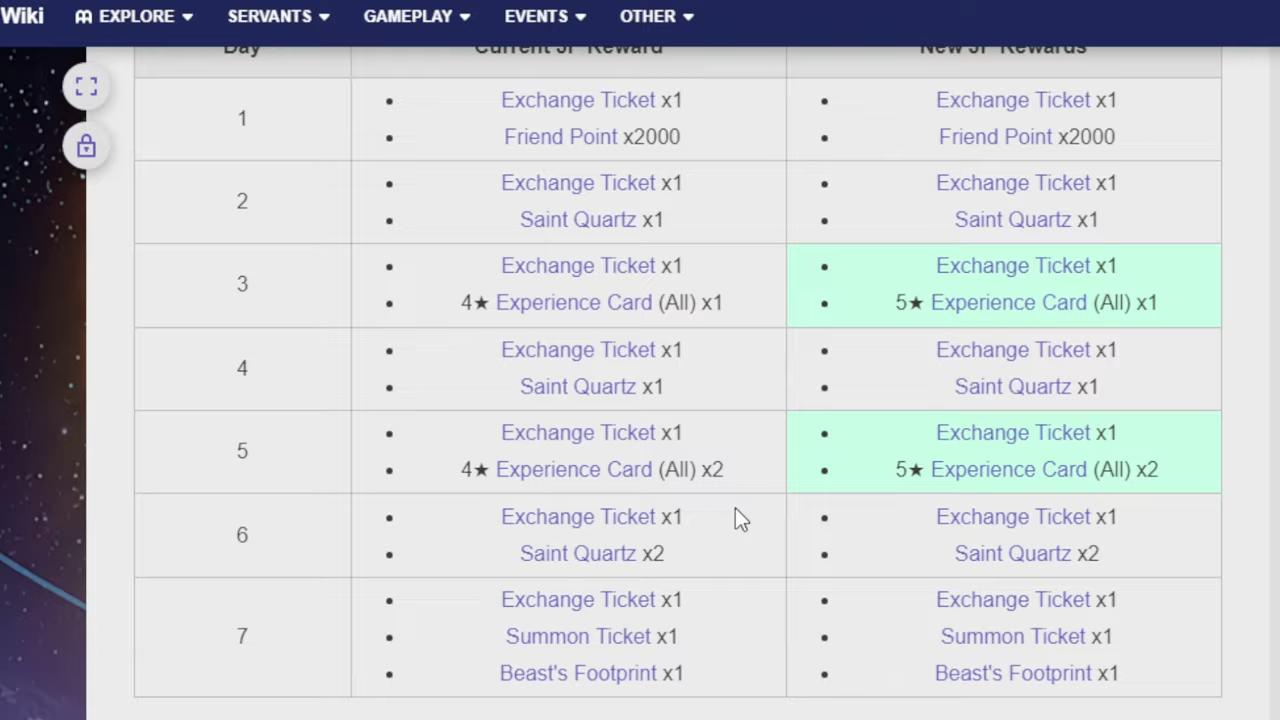 Wiki EXPLORE SERVANTS GAMEPLAY EVENTS OTHER
Day Current JP Reward New JP Rewards
1
Exchange Ticket x1
Friend Point x2000
Exchange Ticket x1
Friend Point x2000
2
Exchange Ticket x1
Saint Quartz x1
Exchange Ticket x1
Saint Quartz x1
3
Exchange Ticket x1
4★ Experience Card (All) x1
Exchange Ticket x1
5★ Experience Card (All) x1
4
Exchange Ticket x1
Saint Quartz x1
Exchange Ticket x1
Saint Quartz x1
5
Exchange Ticket x1
4★ Experience Card (All) x2
Exchange Ticket x1
5★ Experience Card (All) x2
6
Exchange Ticket x1
Saint Quartz x2
Exchange Ticket x1
Saint Quartz x2
7
Exchange Ticket x1
Summon Ticket x1
Beast's Footprint x1
Exchange Ticket x1
Summon Ticket x1
Beast's Footprint x1